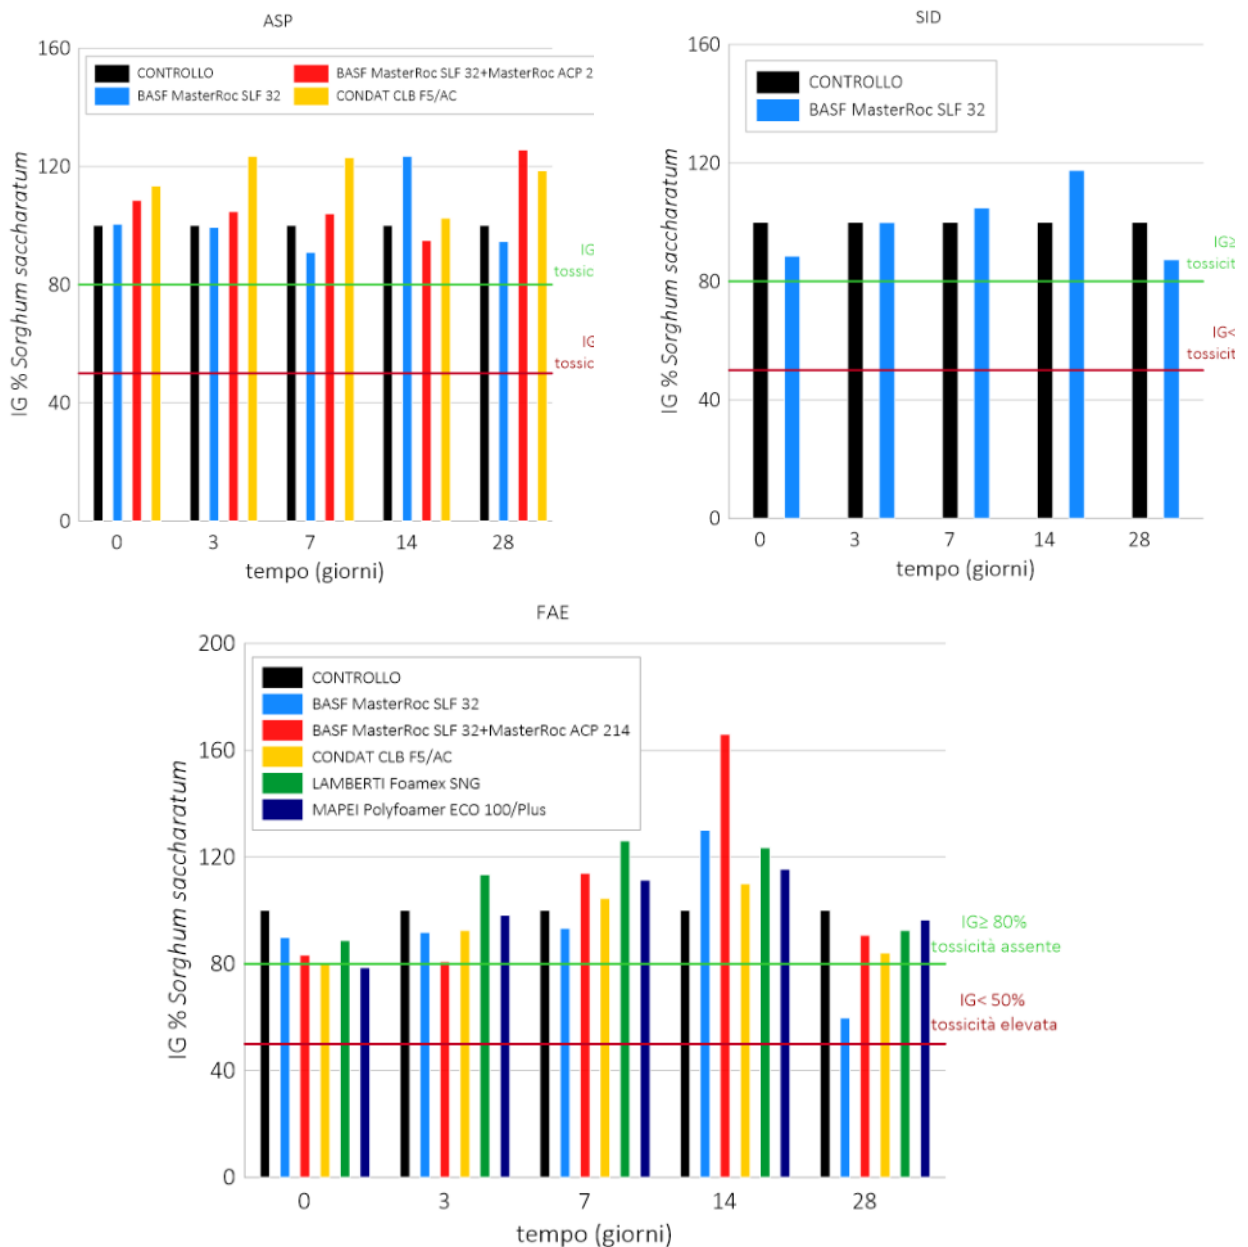 ASP
160
120
80
40
0
IG % Sorghum saccharatum
CONTROLLO
BASF MasterRoc SLF 32
BASF MasterRoc SLF 32+MasterRoc ACP 2
CONDAT CLB F5/AC
IG
tossic
IG
tossic
0 3 7 14 28
tempo (giorni)
SID
160
120
80
40
0
IG % Sorghum saccharatum
CONTROLLO
BASF MasterRoc SLF 32
IG≥
tossicit
IG<
tossicit
0 3 7 14 28
tempo (giorni)
FAE
200
160
120
80
40
0
IG % Sorghum saccharatum
CONTROLLO
BASF MasterRoc SLF 32
BASF MasterRoc SLF 32+MasterRoc ACP 214
CONDAT CLB F5/AC
LAMBERTI Foamex SNG
MAPEI Polyfoamer ECO 100/Plus
IG≥ 80%
tossicità assente
IG< 50%
tossicità elevata
0 3 7 14 28
tempo (giorni)